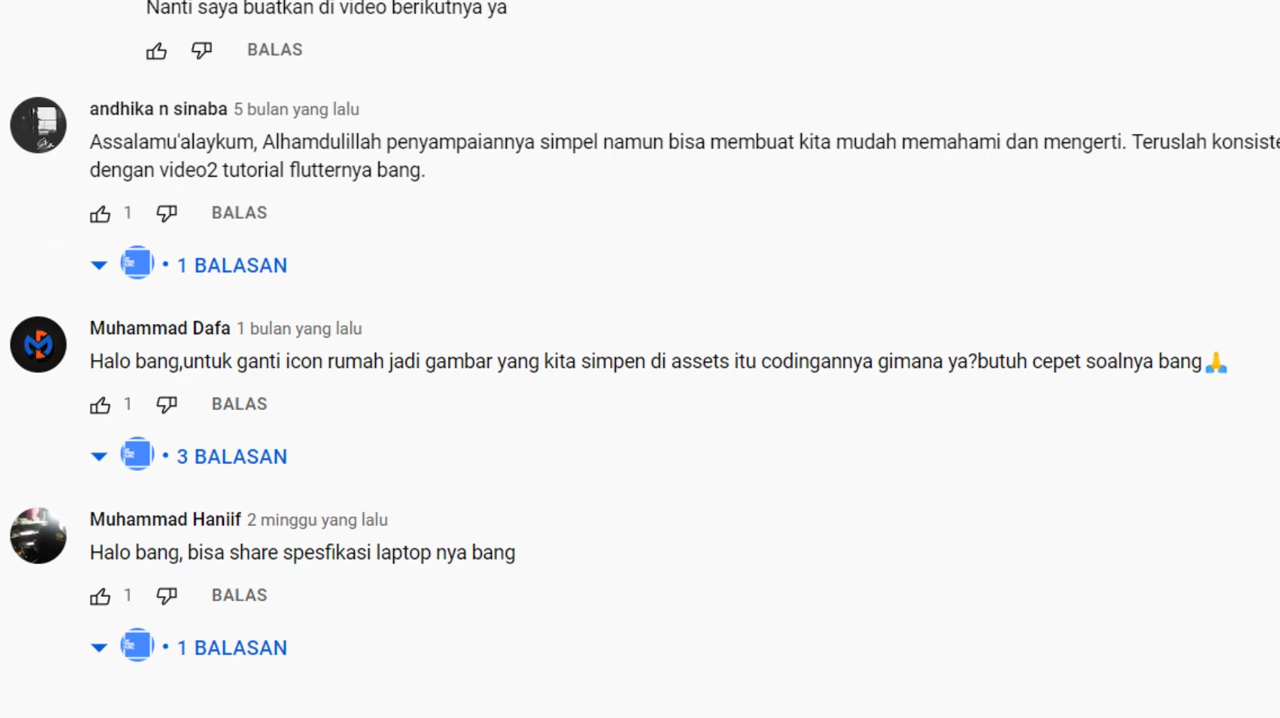 Nanti saya buatkan di video berikutnya ya
BALAS
andhika n sinaba 5 bulan yang lalu
Assalamu'alaykum, Alhamdulillah penyampaiannya simpel namun bisa membuat kita mudah memahami dan mengerti. Teruslah konsiste
dengan video2 tutorial flutternya bang.
1 BALAS
• 1 BALASAN
Muhammad Dafa 1 bulan yang lalu
Halo bang,untuk ganti icon rumah jadi gambar yang kita simpen di assets itu codingannya gimana ya?butuh cepet soalnya bang🙏
1 BALAS
• 3 BALASAN
Muhammad Haniif 2 minggu yang lalu
Halo bang, bisa share spesfikasi laptop nya bang
1 BALAS
• 1 BALASAN